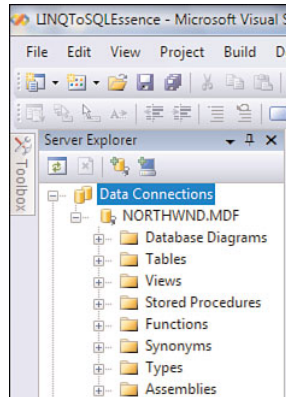 LINQToSQLEssence - Microsoft Visual S
File Edit View Project Build D
Server Explorer
Toolbox
Data Connections
NORTHWND.MDF
Database Diagrams
Tables
Views
Stored Procedures
Functions
Synonyms
Types
Assemblies